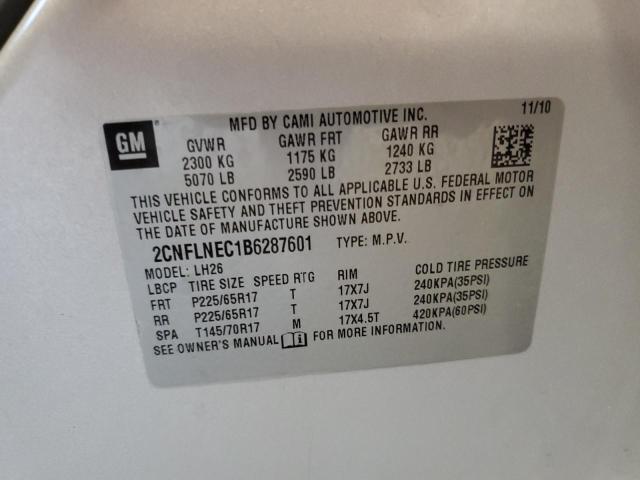 11/10
GM MFD BY CAMI AUTOMOTIVE INC.
GVWR GAWR FRT GAWR RR
2300 KG 1175 KG 1240 KG
5070 LB 2590 LB 2733 LB
THIS VEHICLE CONFORMS TO ALL APPLICABLE U.S. FEDERAL MOTOR
VEHICLE SAFETY AND THEFT PREVENTION STANDARDS IN EFFECT ON
THE DATE OF MANUFACTURE SHOWN ABOVE.
2CNFLNEC1B6287601 TYPE: M.P.V.
MODEL: LH26
LBCP TIRE SIZE SPEED RTG RIM COLD TIRE PRESSURE
FRT P225/65R17 T 17X7J 240KPA(35PSI)
RR P225/65R17 T 17X7J 240KPA(35PSI)
SPA T145/70R17 M 17X4.5T 420KPA(60PSI)
SEE OWNER'S MANUAL FOR MORE INFORMATION.